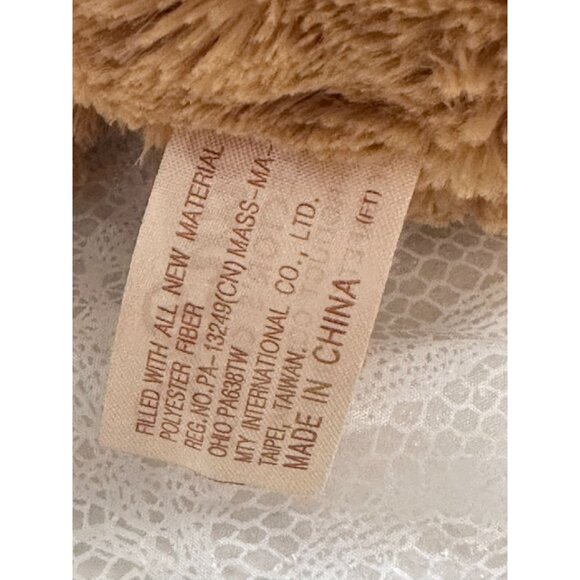 FILLED WITH ALL NEW MATERIAL
POLYESTER FIBER
REG.NO.PA-13249(CN) MASS-MA-
OHIO PA638TW
MTY INTERNATIONAL CO., LTD.
TAIPEI, TAIWAN.
MADE IN CHINA (FT)